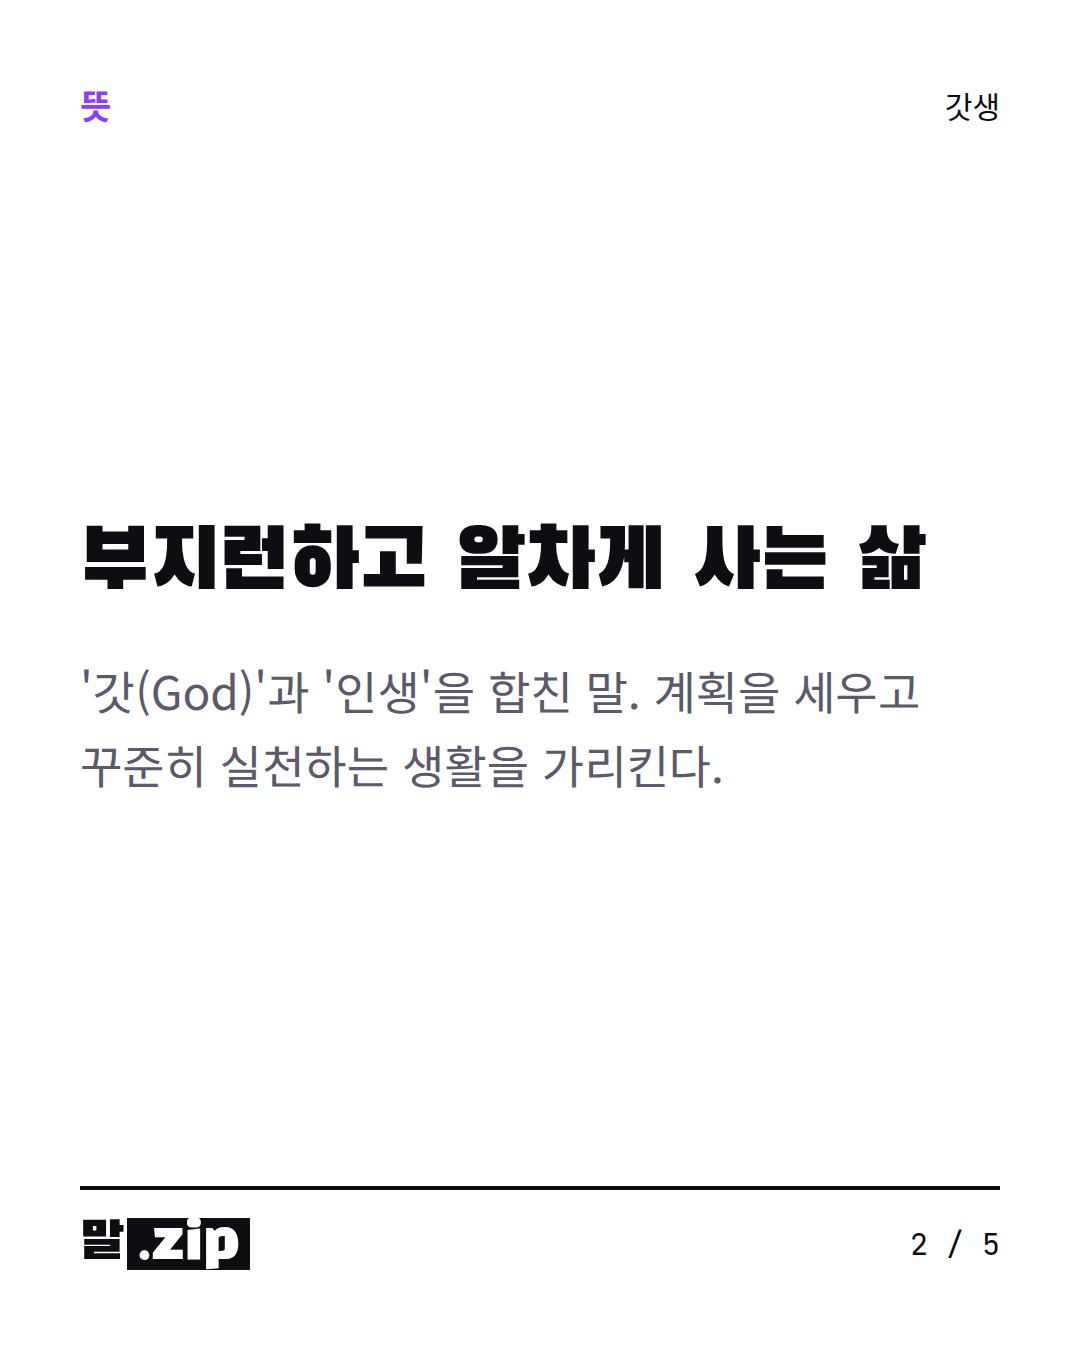 뜻
갓생
부지런하고 알차게 사는 삶
'갓(God)'과 '인생'을 합친 말. 계획을 세우고
꾸준히 실천하는 생활을 가리킨다.
말.zip
2 / 5